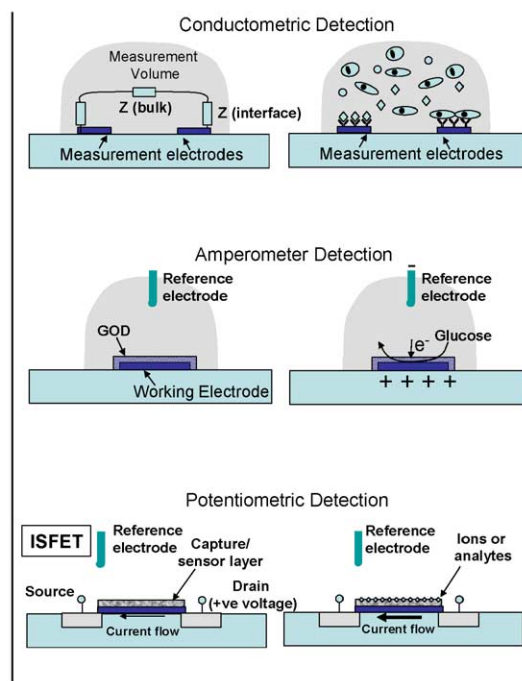 Conductometric Detection
Measurement
Volume
Z (bulk)
Z (interface)
Measurement electrodes
Measurement electrodes
Amperometer Detection
Reference
electrode
GOD
Working Electrode
–
Reference
electrode
e-
Glucose
+ + + +
Potentiometric Detection
ISFET
Reference
electrode
Capture/
sensor layer
Source
Drain
(+ve voltage)
Current flow
Reference
electrode
Ions or
analytes
Current flow